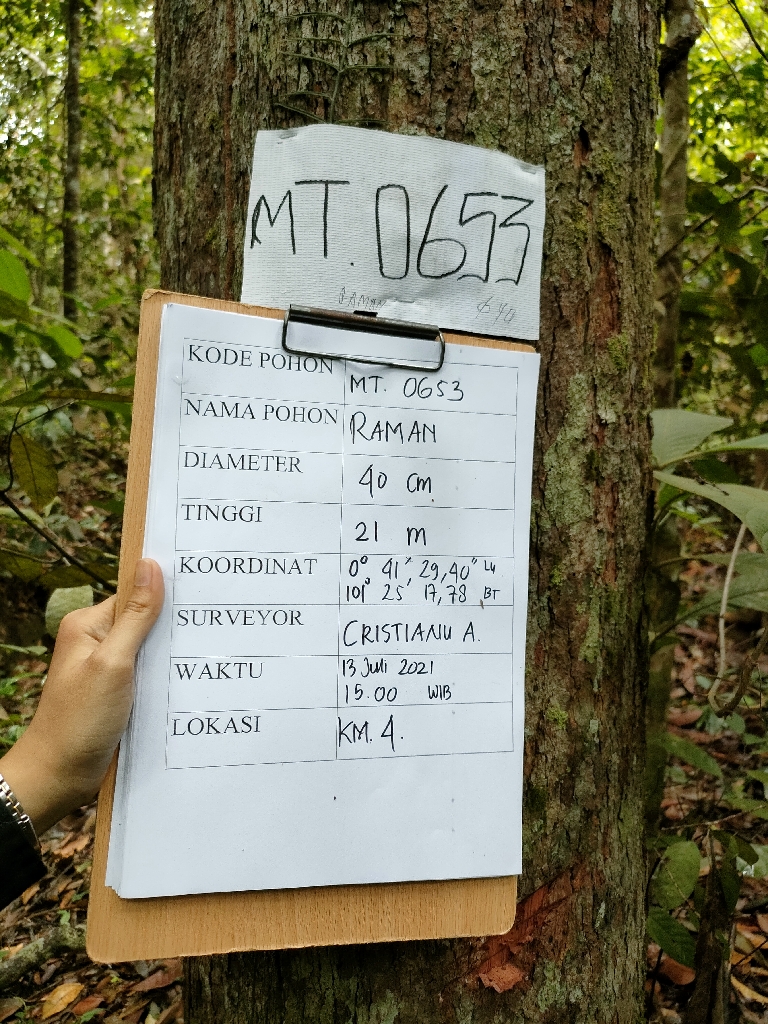 MT. 0653
RAMAN 640
KODE POHON MT. 0653
NAMA POHON RAMAN
DIAMETER 40 cm
TINGGI 21 m
KOORDINAT 0° 41' 29,40" LU
101° 25' 17,78 BT
SURVEYOR CRISTIANU A.
WAKTU 13 Juli 2021
15.00 WIB
LOKASI KM. 4.